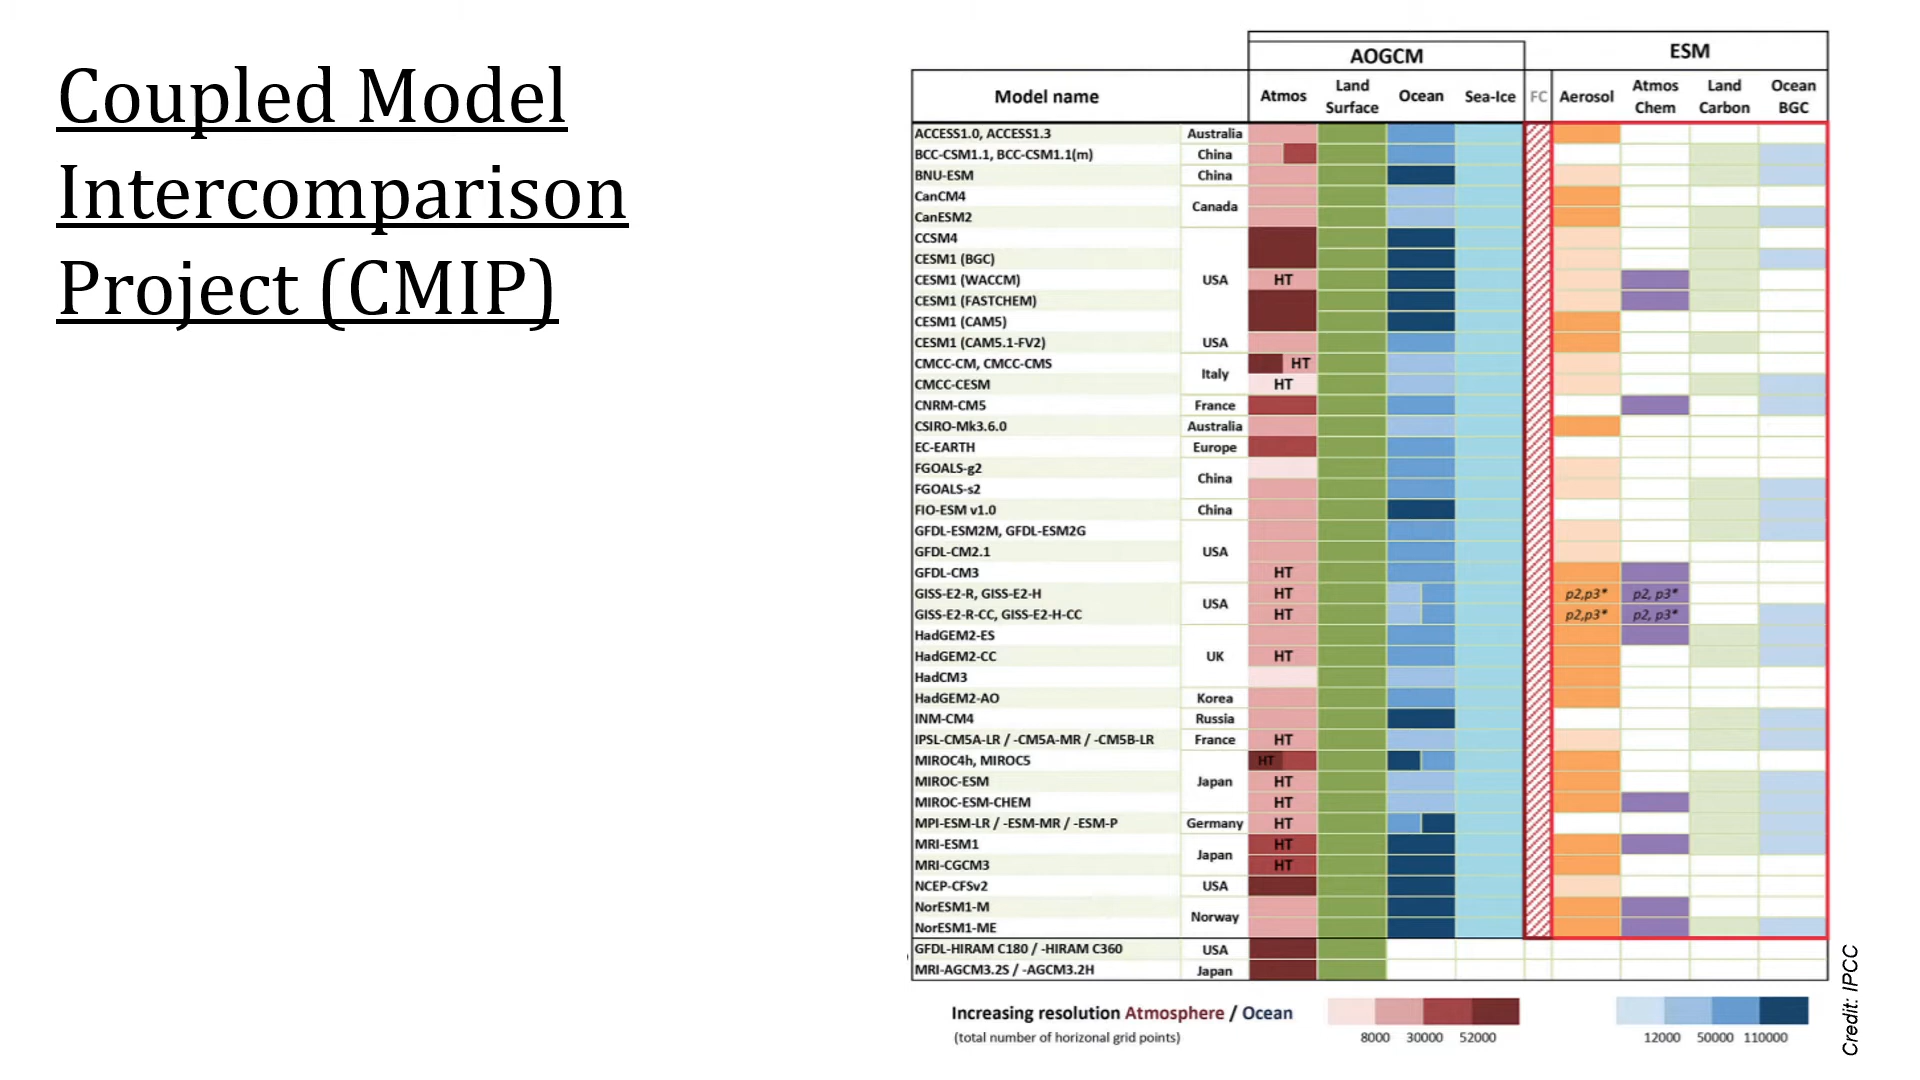 Coupled Model
Intercomparison
Project (CMIP)
AOGCM ESM
Model name Atmos Land Surface Ocean Sea-Ice FC Aerosol Atmos Chem Land Carbon Ocean BGC
ACCESS1.0, ACCESS1.3 Australia
BCC-CSM1.1, BCC-CSM1.1(m) China
BNU-ESM China
CanCM4
Canada
CanESM2
CCSM4
CESM1 (BGC)
CESM1 (WACCM) USA HT
CESM1 (FASTCHEM)
CESM1 (CAM5)
CESM1 (CAM5.1-FV2) USA
CMCC-CM, CMCC-CMS HT
Italy
CMCC-CESM HT
CNRM-CM5 France
CSIRO-Mk3.6.0 Australia
EC-EARTH Europe
FGOALS-g2
China
FGOALS-s2
FIO-ESM v1.0 China
GFDL-ESM2M, GFDL-ESM2G
GFDL-CM2.1 USA
GFDL-CM3 HT
GISS-E2-R, GISS-E2-H HT p2,p3* p2, p3*
USA
GISS-E2-R-CC, GISS-E2-H-CC HT p2,p3* p2, p3*
HadGEM2-ES
HadGEM2-CC UK HT
HadCM3
HadGEM2-AO Korea
INM-CM4 Russia
IPSL-CM5A-LR / -CM5A-MR / -CM5B-LR France HT
MIROC4h, MIROC5 HT
MIROC-ESM Japan HT
MIROC-ESM-CHEM HT
MPI-ESM-LR / -ESM-MR / -ESM-P Germany HT
MRI-ESM1 HT
Japan
MRI-CGCM3 HT
NCEP-CFSv2 USA
NorESM1-M
Norway
NorESM1-ME
GFDL-HIRAM C180 / -HIRAM C360 USA
MRI-AGCM3.2S / -AGCM3.2H Japan
Increasing resolution Atmosphere / Ocean
(total number of horizonal grid points)
8000 30000 52000
12000 50000 110000
Credit: IPCC